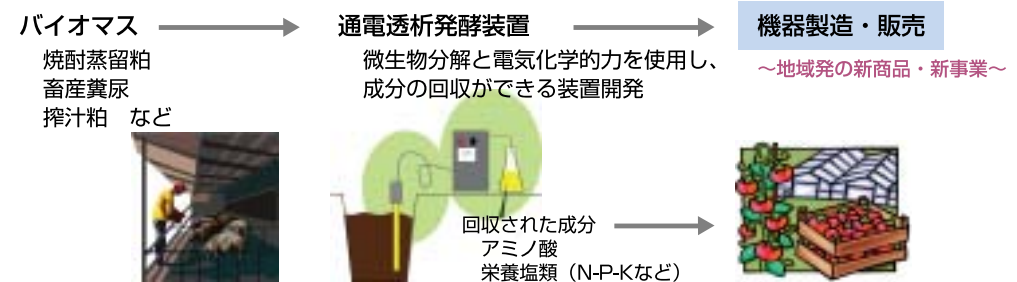 バイオマス
焼酎蒸留粕
畜産糞尿
搾汁粕　など
通電透析発酵装置
微生物分解と電気化学的力を使用し、
成分の回収ができる装置開発
回収された成分
アミノ酸
栄養塩類（N-P-Kなど）
機器製造・販売
〜地域発の新商品・新事業〜